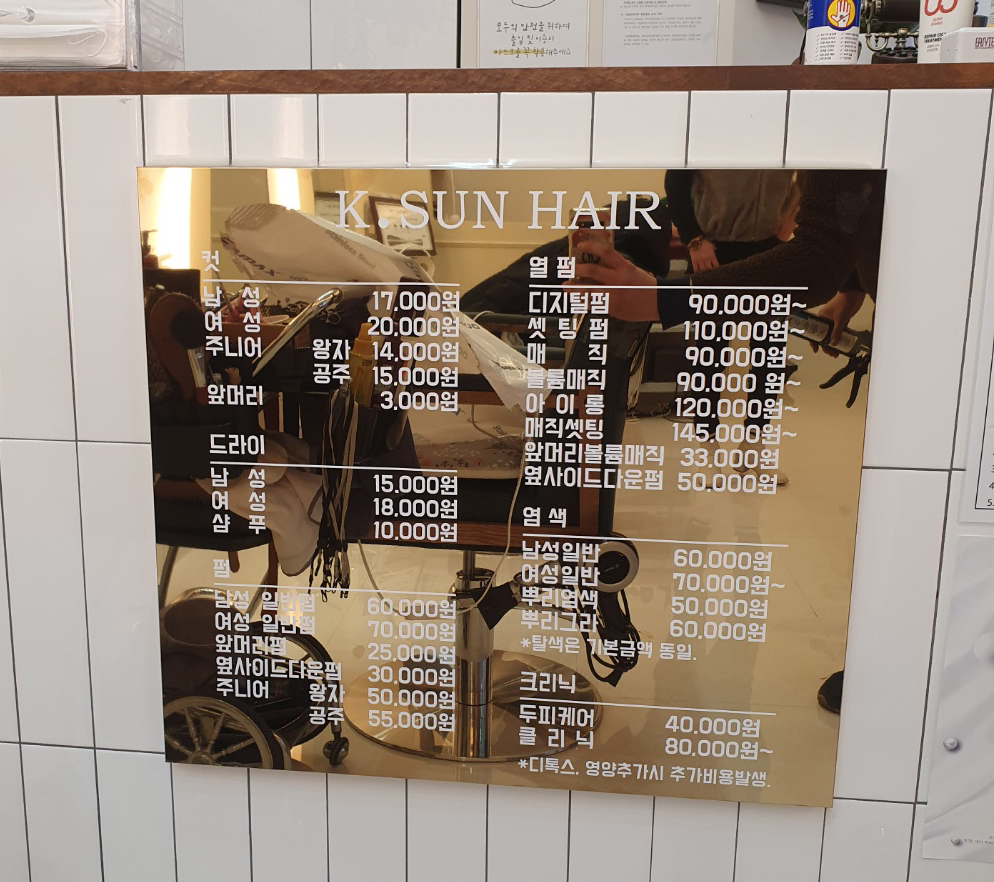 모두의 안전을 위하여
K.SUN HAIR
컷
남 성 17,000원
여 성 20,000원
주니어 왕자 14,000원
공주 15,000원
앞머리 3,000원
드라이
남 성 15,000원
여 성 18,000원
샴 푸 10,000원
펌
남성 일반펌 60,000원
여성 일반펌 70,000원
앞머리펌 25,000원
옆사이드다운펌 30,000원
주니어 왕자 50,000원
공주 55,000원
열 펌
디지털펌 90,000원~
셋 팅 펌 110,000원~
매 직 90,000원~
볼륨매직 90,000 원~
아 이 롱 120,000원~
매직셋팅 145,000원~
앞머리볼륨매직 33,000원
옆사이드다운펌 50,000원
염 색
남성일반 60,000원
여성일반 70,000원~
뿌리염색 50,000원
뿌리그라 60,000원
*탈색은 기본금액 동일.
크리닉
두피케어 40,000원
클 리 닉 80,000원~
*디톡스. 영양추가시 추가비용발생.